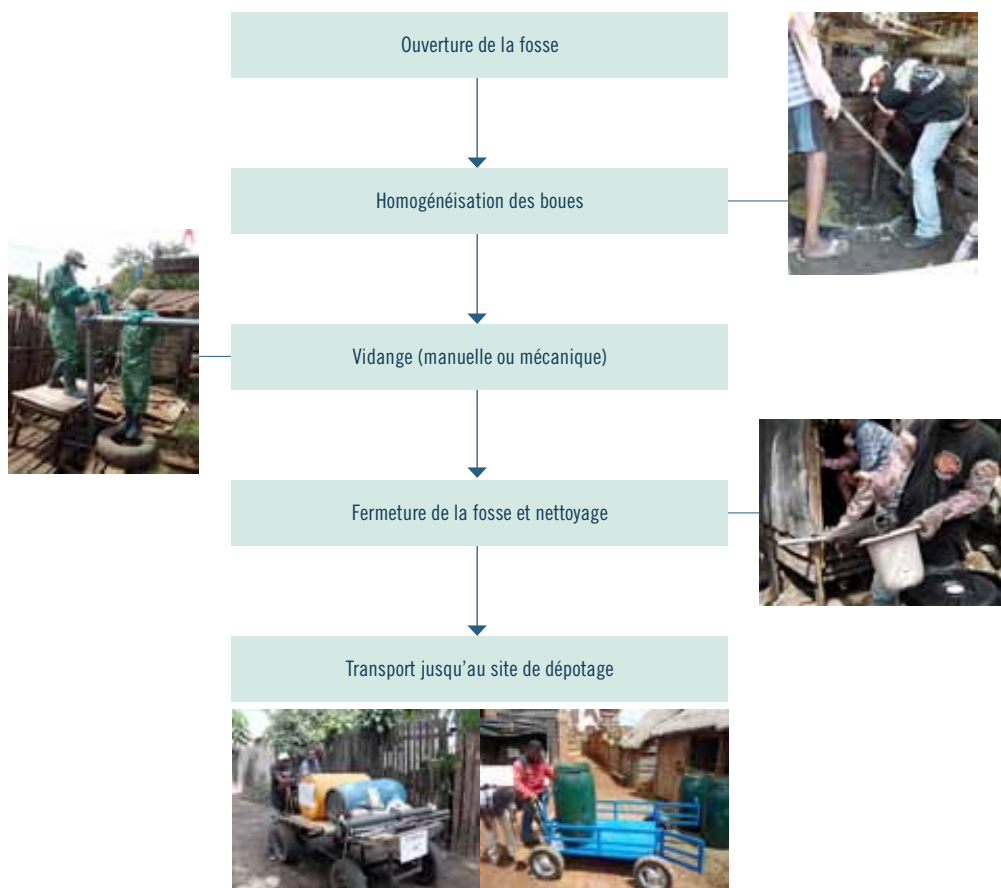 Ouverture de la fosse
Homogénéisation des boues
Vidange (manuelle ou mécanique)
Fermeture de la fosse et nettoyage
Transport jusqu’au site de dépotage